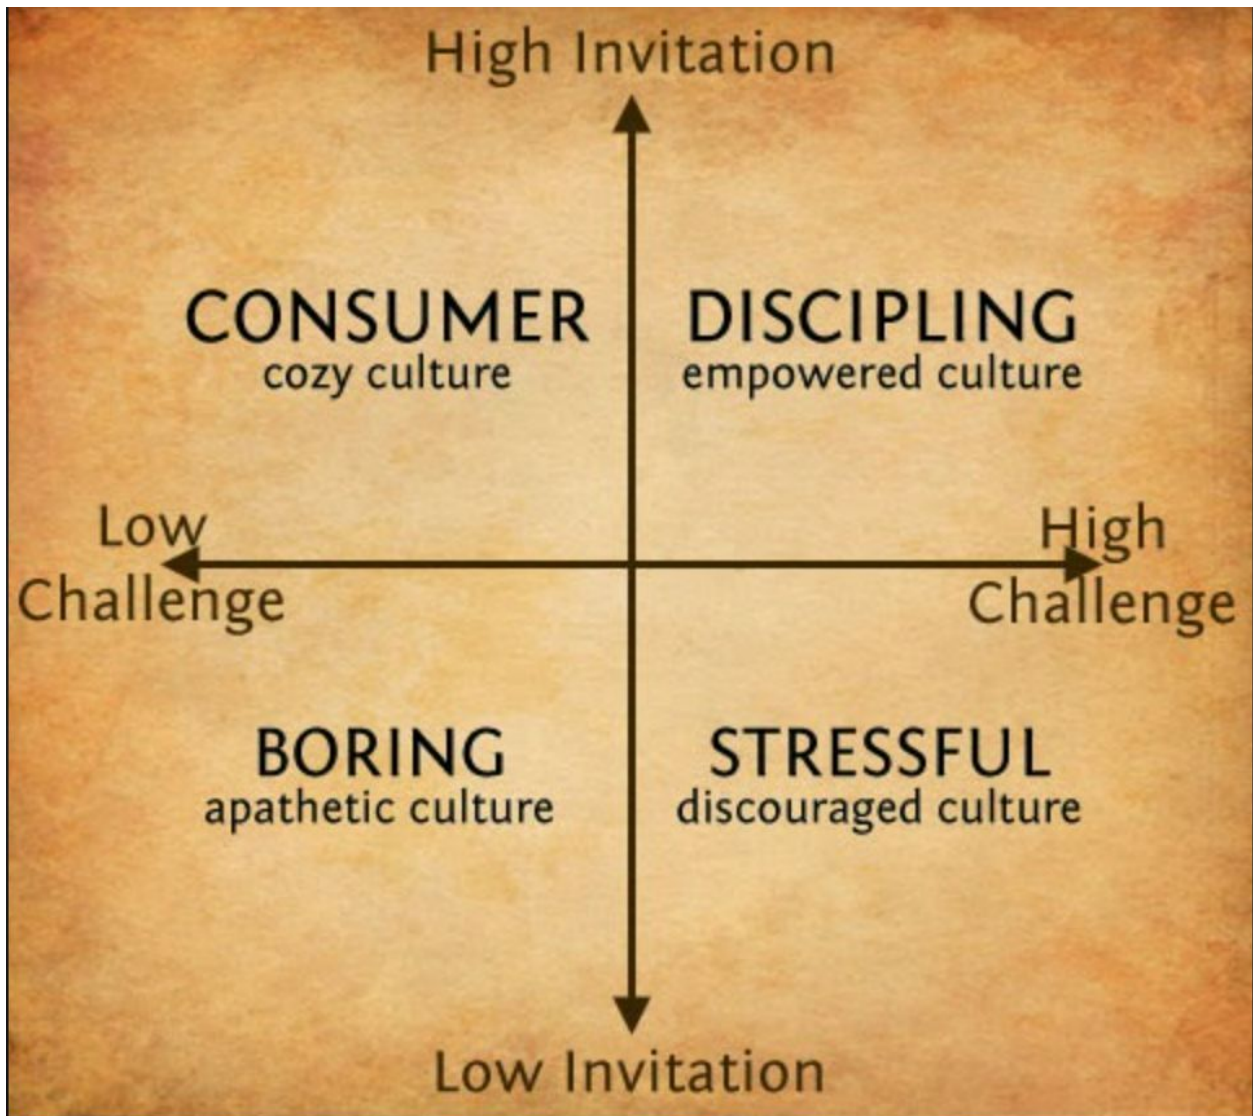 High Invitation
CONSUMER
cozy culture
DISCIPLING
empowered culture
Low
Challenge
High
Challenge
BORING
apathetic culture
STRESSFUL
discouraged culture
Low Invitation